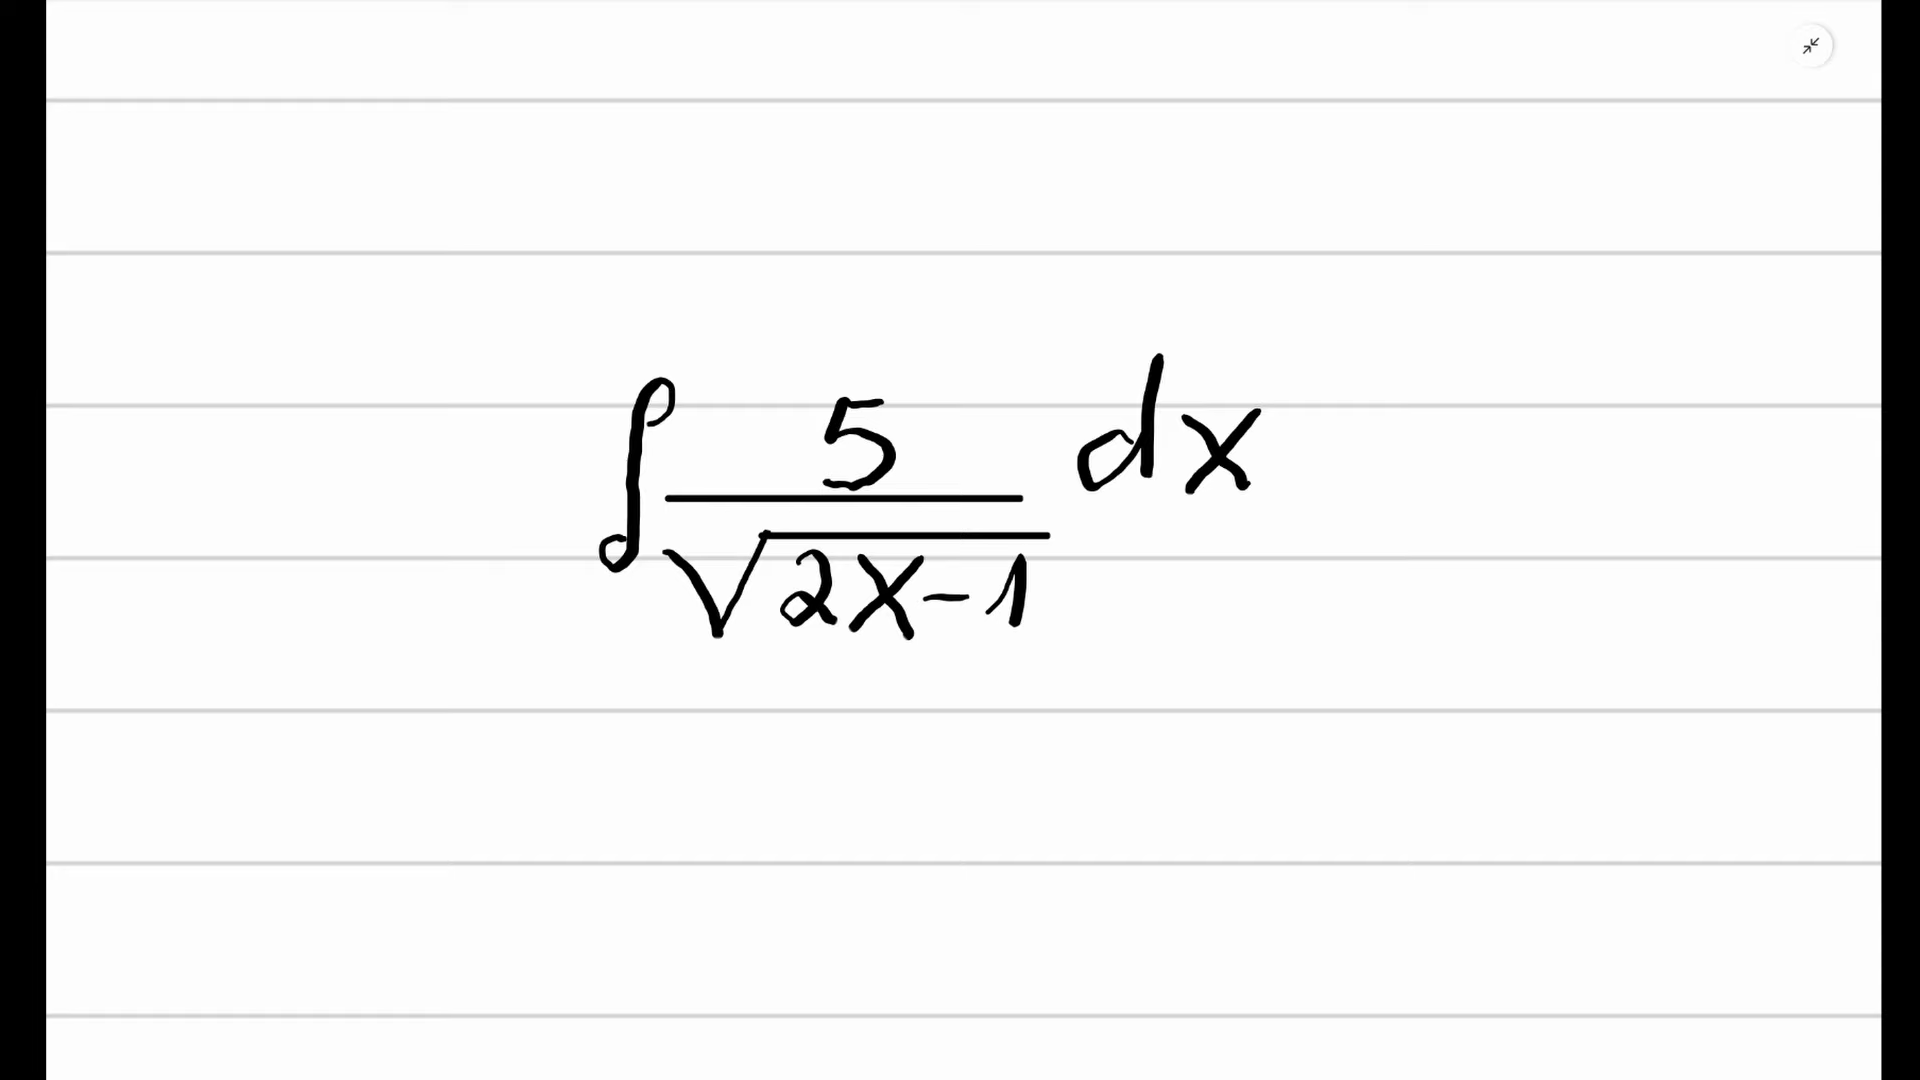 ∫ 5/√(2x-1) dx